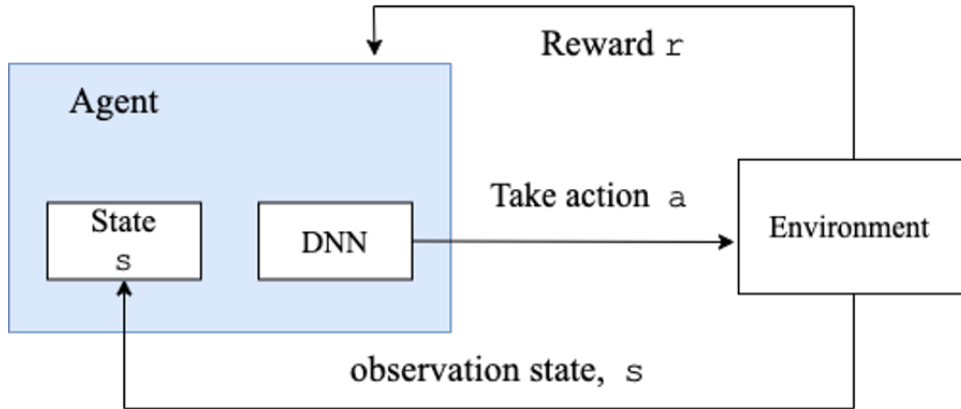 Reward r
Agent
Take action a
State
s
DNN
Environment
observation state, s